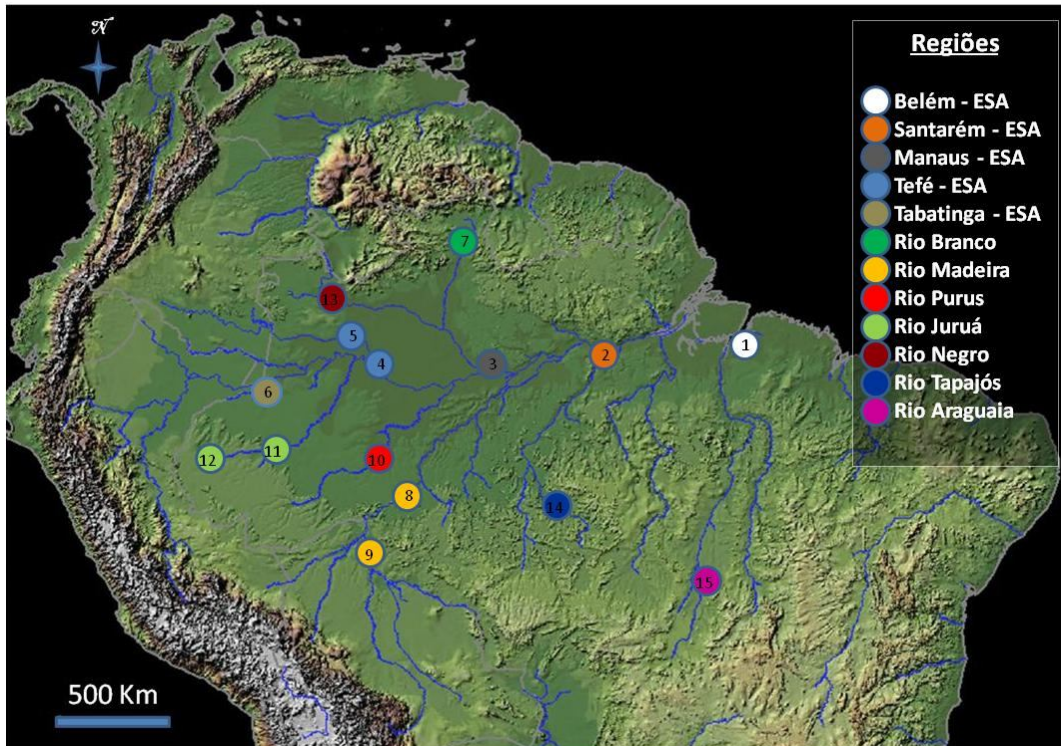 N
Regiões
Belém - ESA
Santarém - ESA
Manaus - ESA
Tefé - ESA
Tabatinga - ESA
Rio Branco
Rio Madeira
Rio Purus
Rio Juruá
Rio Negro
Rio Tapajós
Rio Araguaia
7
13
5
1
2
4
3
6
11
12
10
8
14
9
15
500 Km